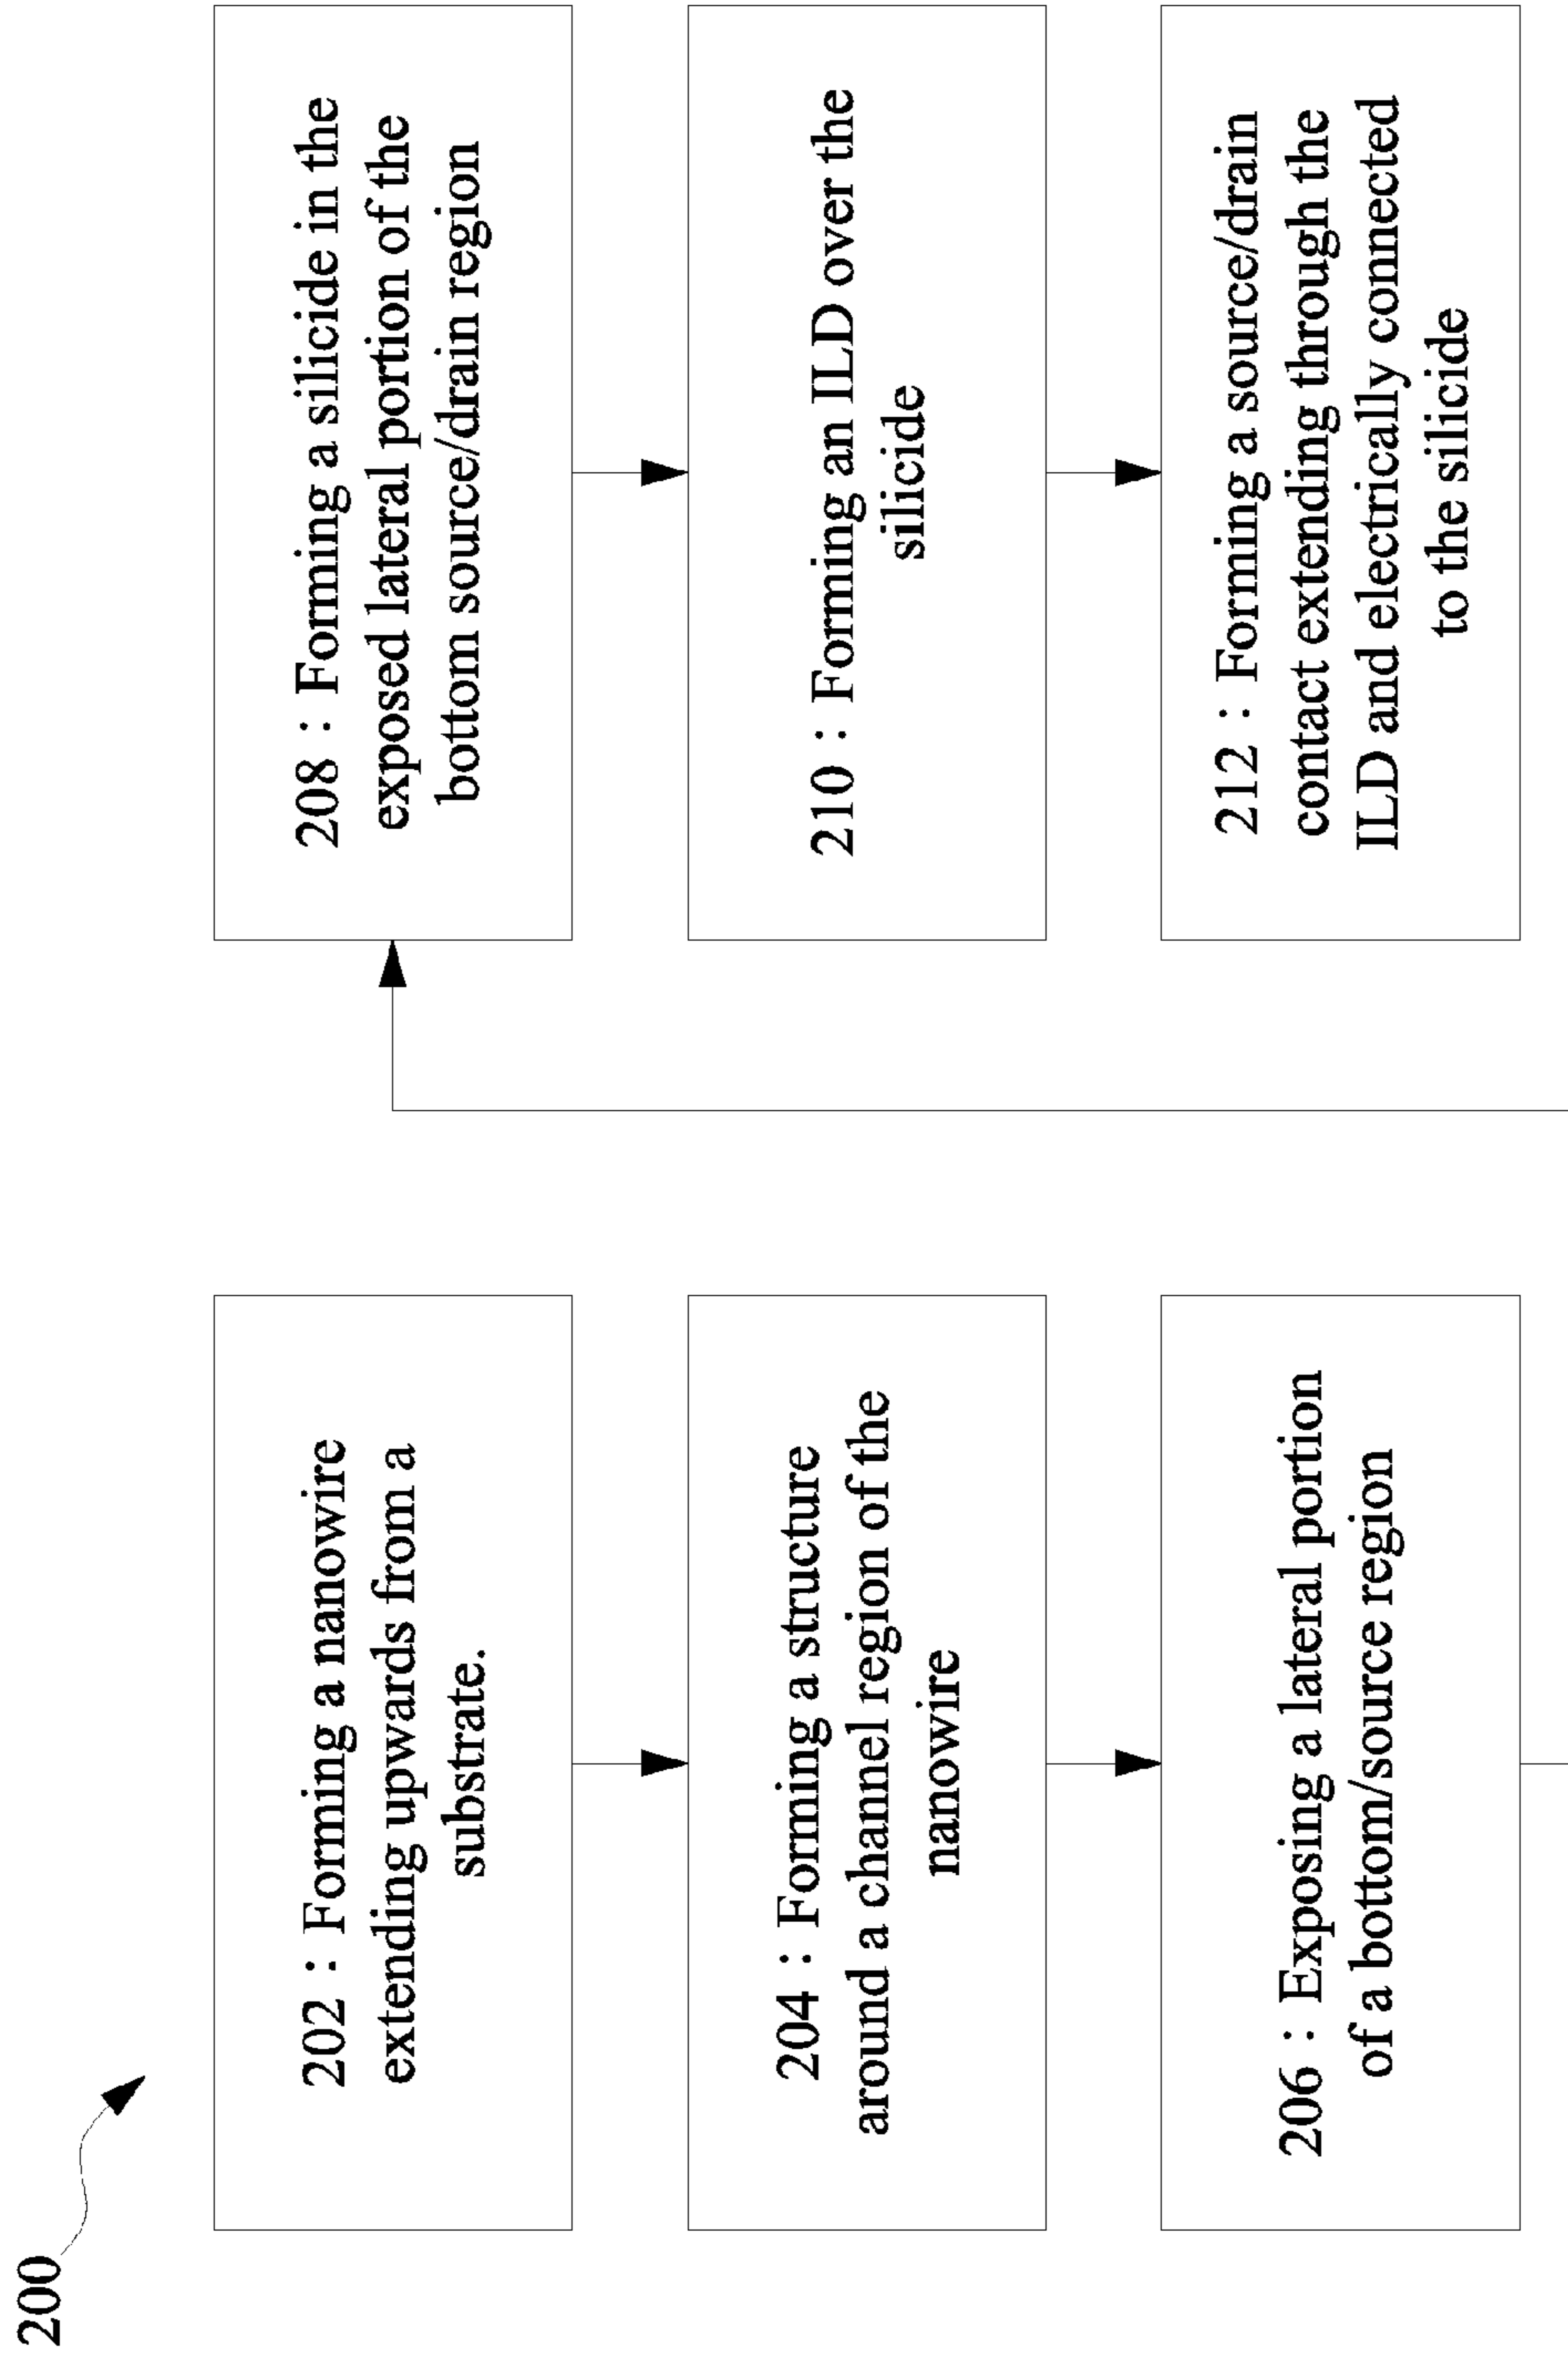 200
202 : Forming a nanowire
extending upwards from a
substrate.
204 : Forming a structure
around a channel region of the
nanowire
206 : Exposing a lateral portion
of a bottom/source region
208 : Forming a silicide in the
exposed lateral portion of the
bottom source/drain region
210 : Forming an ILD over the
silicide
212 : Forming a source/drain
contact extending through the
ILD and electrically connected
to the silicide